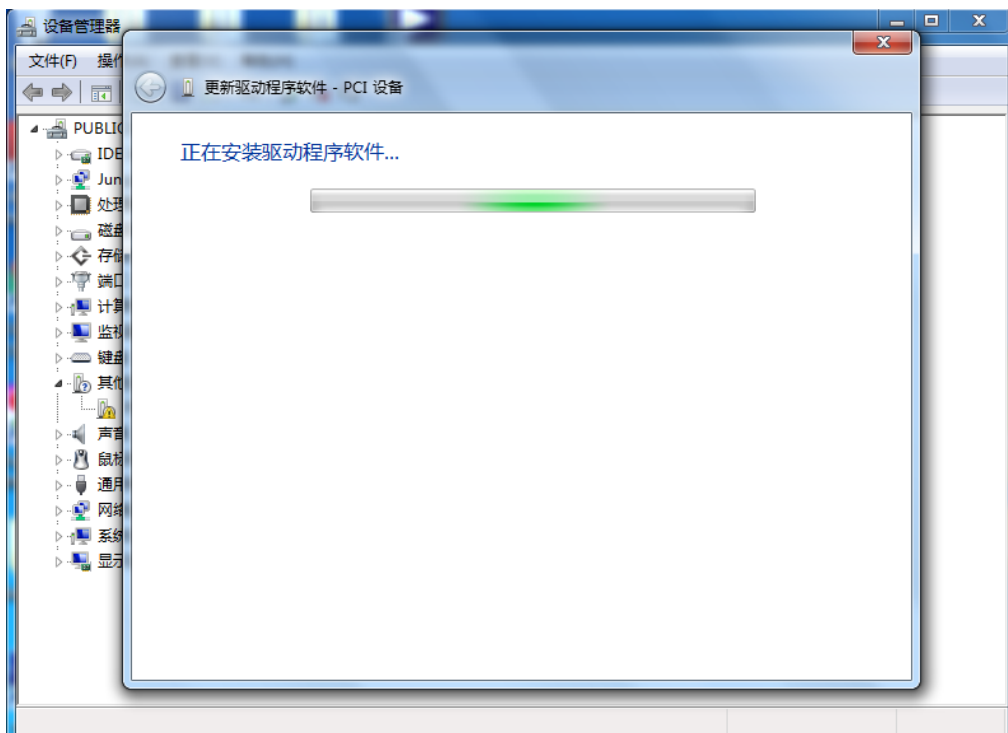 设备管理器
文件(F) 操作
更新驱动程序软件 - PCI 设备
正在安装驱动程序软件...
PUBLIC
IDE
Jun
处理
磁盘
存储
端口
计算
监视
键盘
其他
声音
鼠标
通用
网络
系统
显示